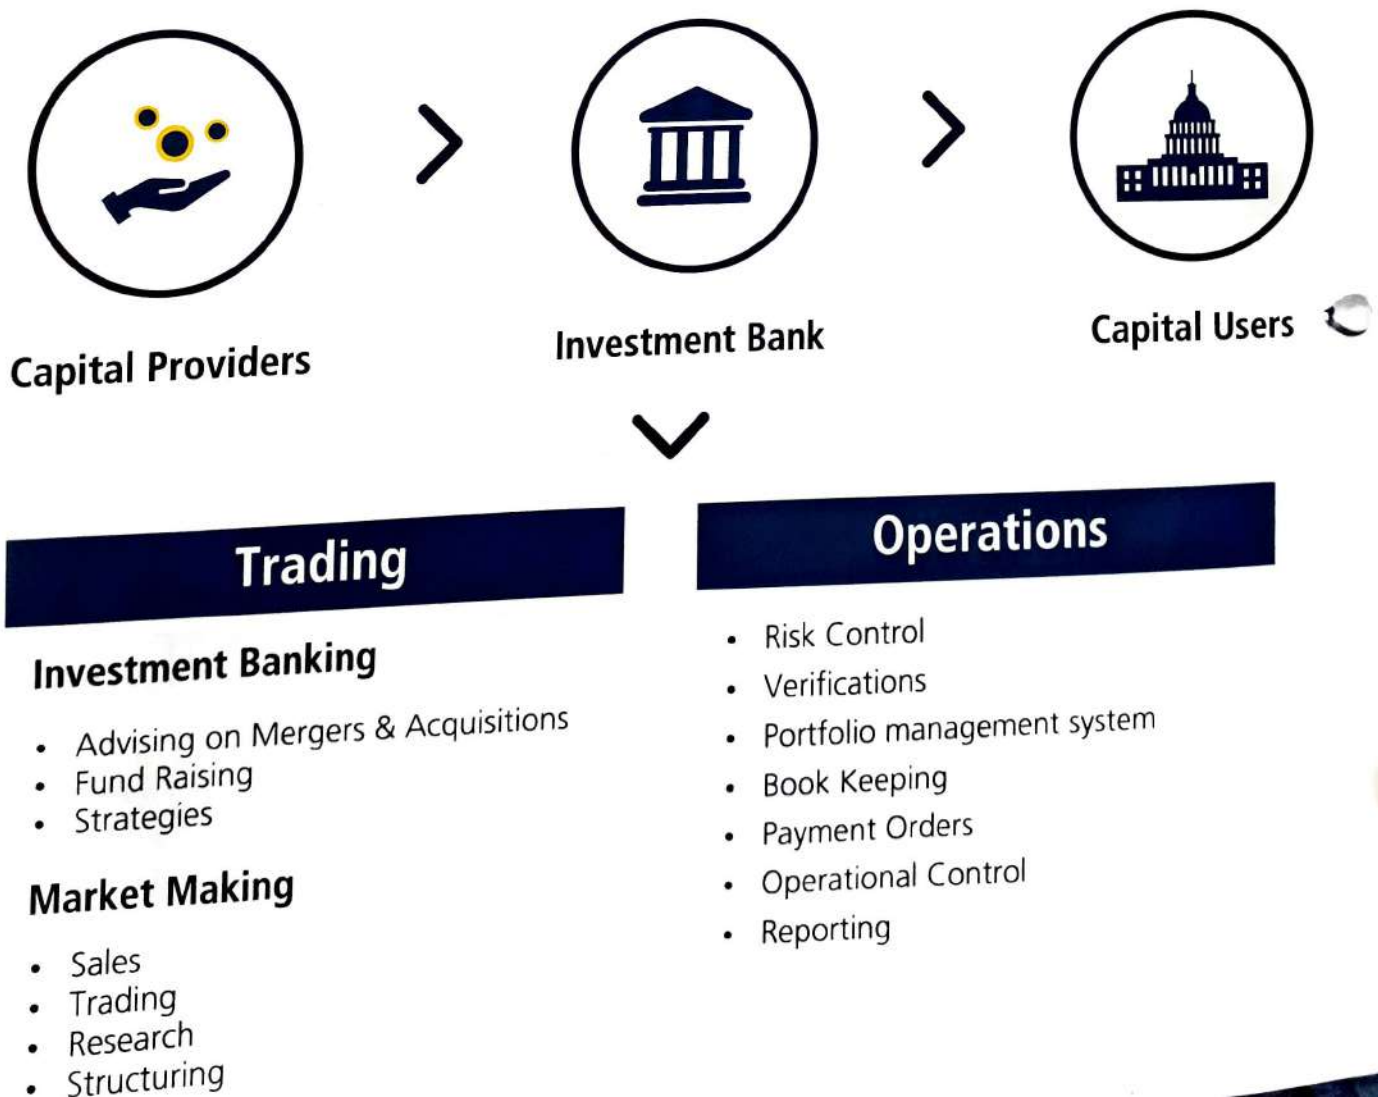 Capital Providers
Investment Bank
Capital Users
Trading
Investment Banking
• Advising on Mergers & Acquisitions
• Fund Raising
• Strategies
Market Making
• Sales
• Trading
• Research
• Structuring
Operations
• Risk Control
• Verifications
• Portfolio management system
• Book Keeping
• Payment Orders
• Operational Control
• Reporting